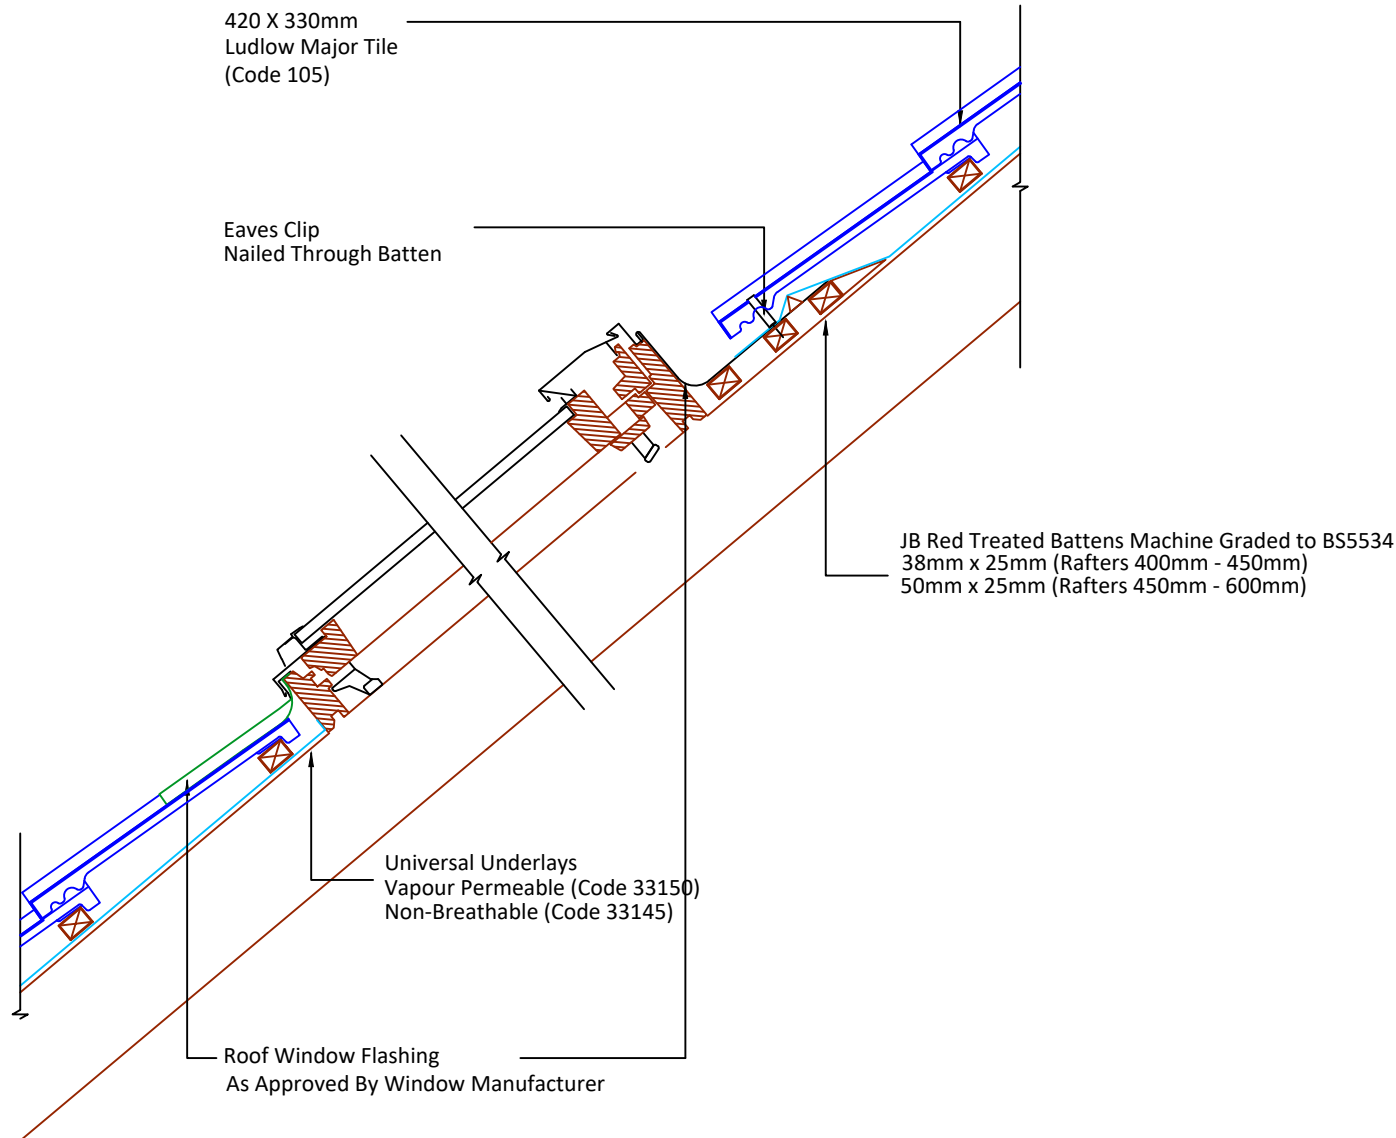 420 X 330mm
Ludlow Major Tile
(Code 105)
Eaves Clip
Nailed Through Batten
JB Red Treated Battens Machine Graded to BS5534
38mm x 25mm (Rafters 400mm - 450mm)
50mm x 25mm (Rafters 450mm - 600mm)
Universal Underlays
Vapour Permeable (Code 33150)
Non-Breathable (Code 33145)
Roof Window Flashing
As Approved By Window Manufacturer